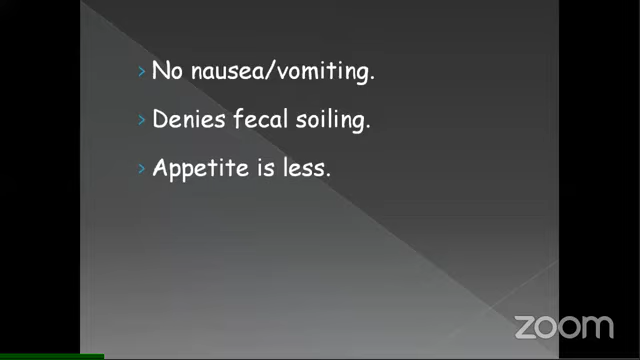 › No nausea/vomiting.
› Denies fecal soiling.
› Appetite is less.
zoom